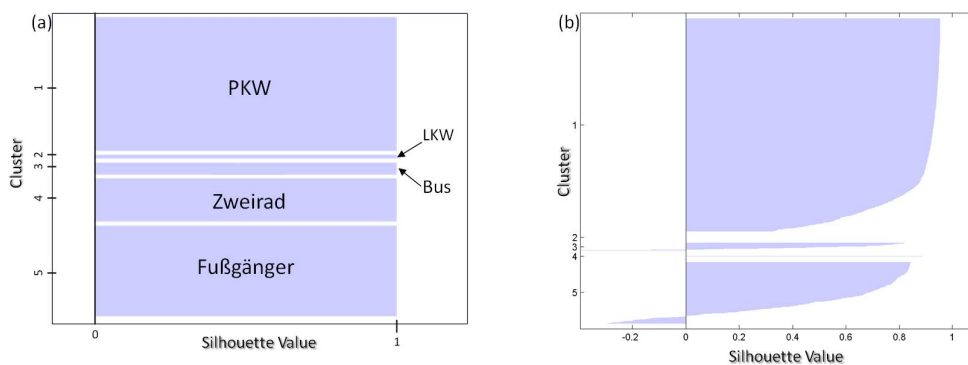 (a)
PKW
LKW
Bus
Zweirad
Fußgänger
Cluster
1
2
3
4
5
0
1
Silhouette Value
(b)
Cluster
1
2
3
4
5
-0.2
0
0.2
0.4
0.6
0.8
1
Silhouette Value